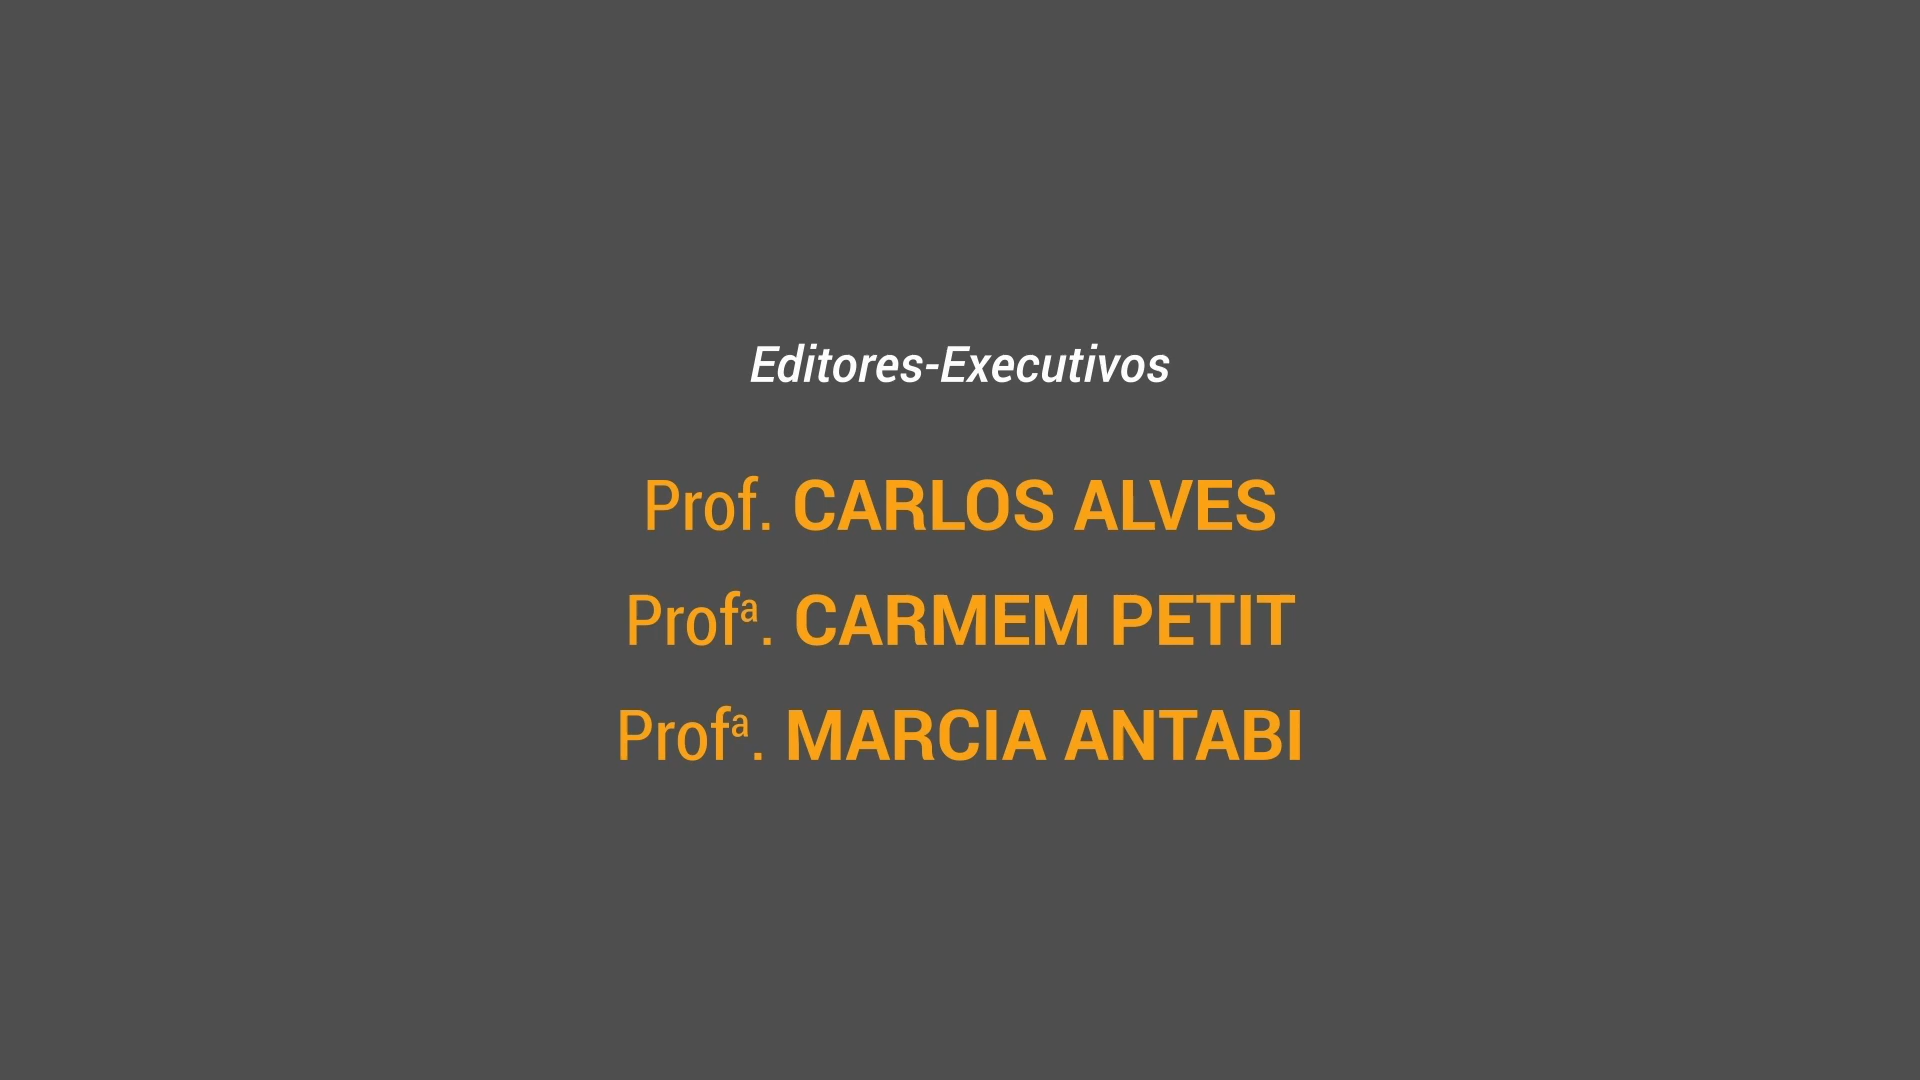 Editores-Executivos
Prof. CARLOS ALVES
Profª. CARMEM PETIT
Profª. MARCIA ANTABI